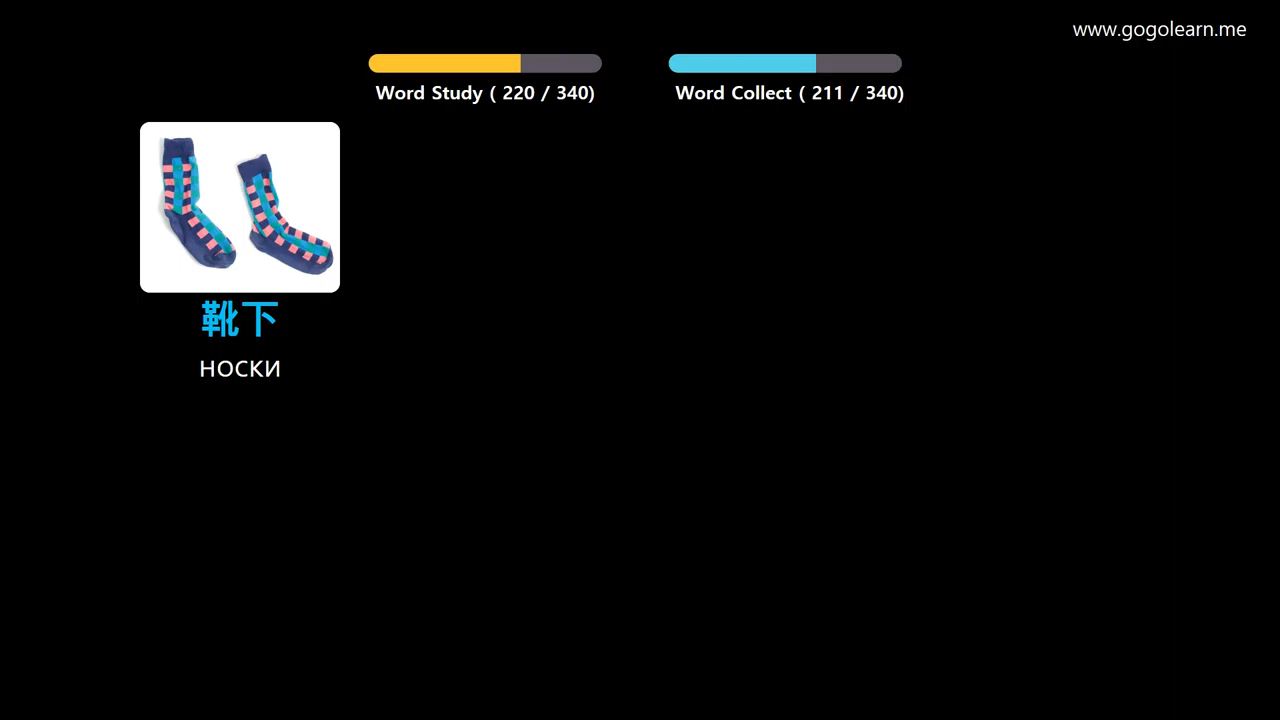 www.gogolearn.me
Word Study ( 220 / 340)
Word Collect ( 211 / 340)
靴下
НОСКИ